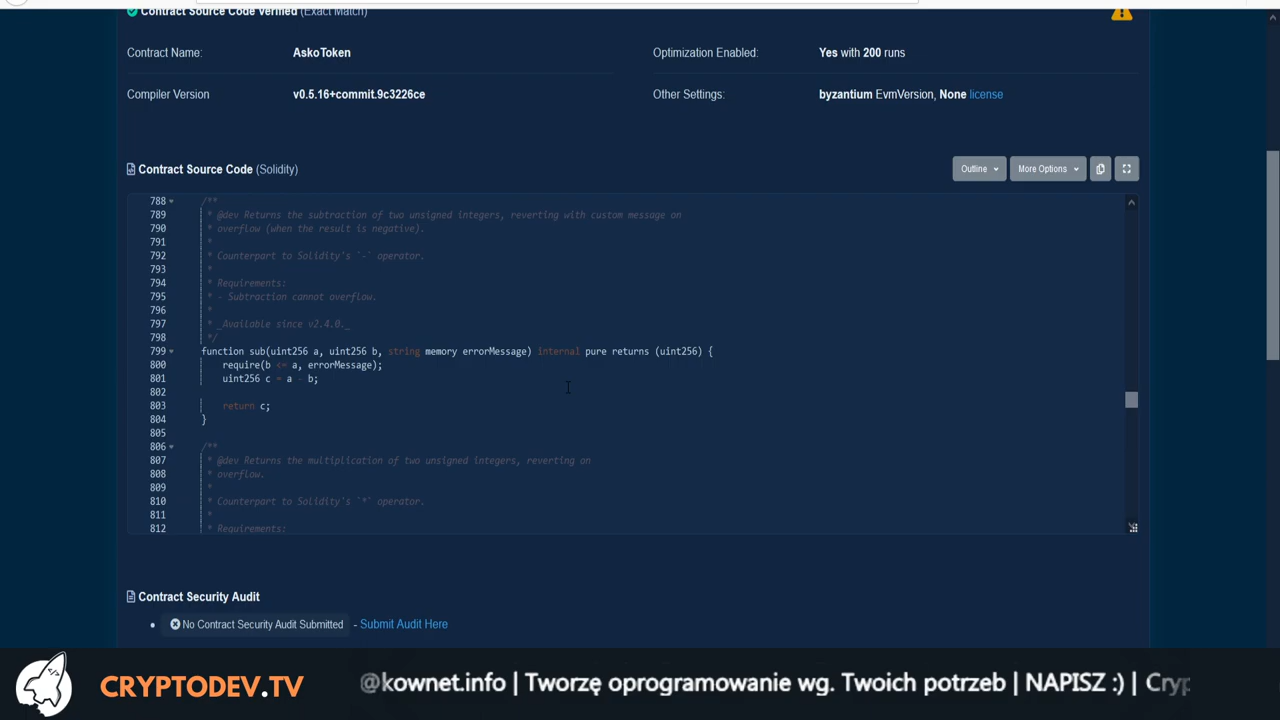 Contract Source Code Verified (Exact Match)
Contract Name: AskoToken Optimization Enabled: Yes with 200 runs
Compiler Version v0.5.16+commit.9c3226ce Other Settings: byzantium EvmVersion, None license
Contract Source Code (Solidity) Outline More Options
788 /**
789 * @dev Returns the subtraction of two unsigned integers, reverting with custom message on
790 * overflow (when the result is negative).
791 *
792 * Counterpart to Solidity's `-` operator.
793 *
794 * Requirements:
795 * - Subtraction cannot overflow.
796 *
797 * _Available since v2.4.0._
798 */
799 function sub(uint256 a, uint256 b, string memory errorMessage) internal pure returns (uint256) {
800 require(b <= a, errorMessage);
801 uint256 c = a - b;
802
803 return c;
804 }
805
806 /**
807 * @dev Returns the multiplication of two unsigned integers, reverting on
808 * overflow.
809 *
810 * Counterpart to Solidity's `*` operator.
811 *
812 * Requirements:
Contract Security Audit
No Contract Security Audit Submitted - Submit Audit Here
CRYPTODEV.TV @kownet.info | Tworzę oprogramowanie wg. Twoich potrzeb | NAPISZ :) | Cryp